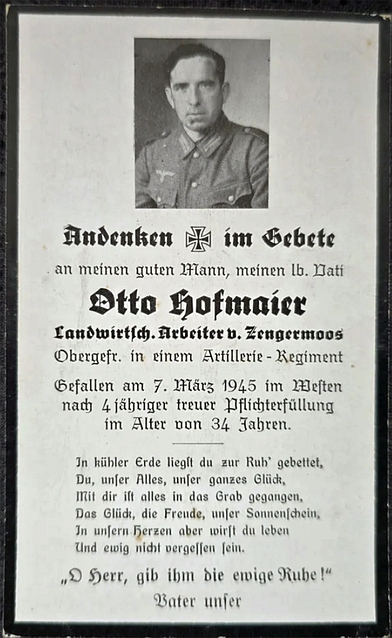 Andenken im Gebete
an meinen guten Mann, meinen lb. Vati
Otto Hofmaier
Landwirtsch. Arbeiter v. Zengermoos
Obergefr. in einem Artillerie-Regiment
Gefallen am 7. März 1945 im Westen
nach 4jähriger treuer Pflichterfüllung
im Alter von 34 Jahren.
In kühler Erde liegst du zur Ruh' gebettet,
Du, unser Alles, unser ganzes Glück,
Mit dir ist alles in das Grab gegangen,
Das Glück, die Freude, unser Sonnenschein,
In unsern Herzen aber wirst du leben
Und ewig nicht vergessen sein.
„O Herr, gib ihm die ewige Ruhe!"
Vater unser